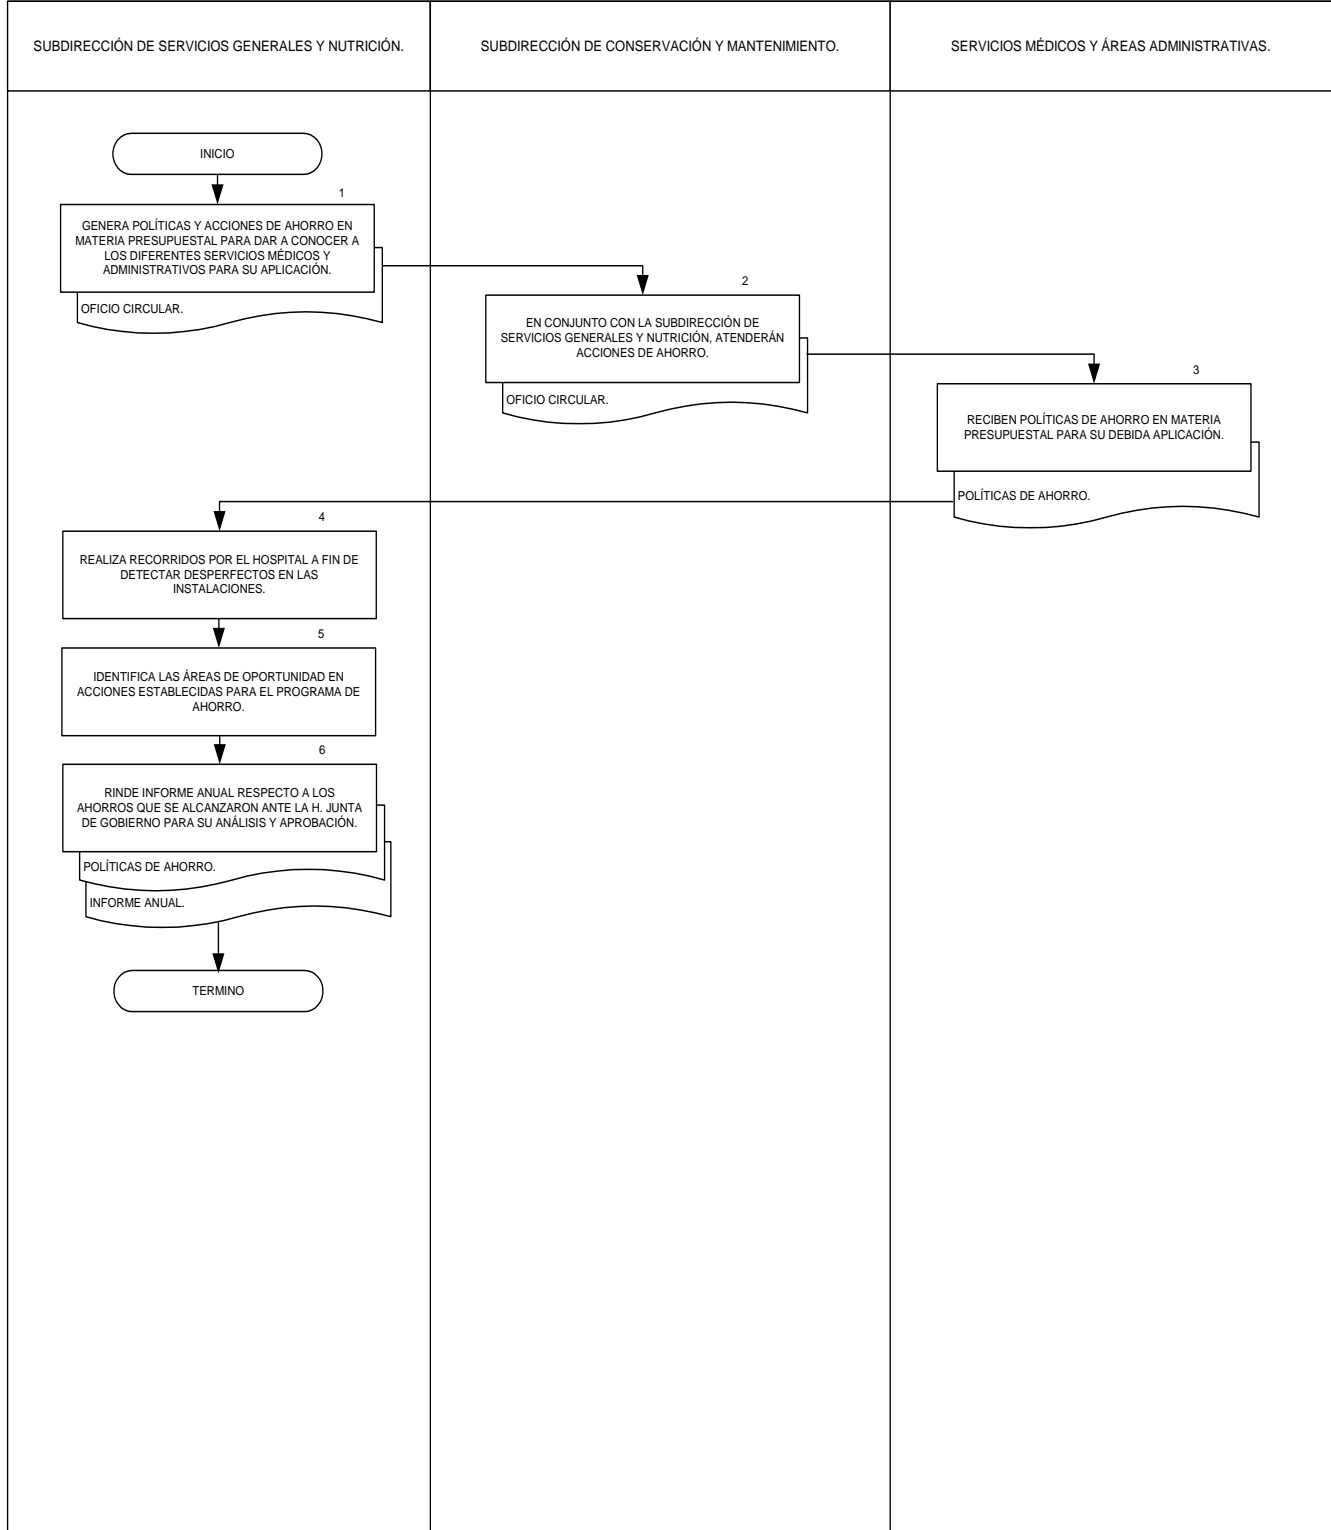 SUBDIRECCIÓN DE SERVICIOS GENERALES Y NUTRICIÓN.
SUBDIRECCIÓN DE CONSERVACIÓN Y MANTENIMIENTO.
SERVICIOS MÉDICOS Y ÁREAS ADMINISTRATIVAS.
INICIO
1
GENERA POLÍTICAS Y ACCIONES DE AHORRO EN
MATERIA PRESUPUESTAL PARA DAR A CONOCER A
LOS DIFERENTES SERVICIOS MÉDICOS Y
ADMINISTRATIVOS PARA SU APLICACIÓN.
OFICIO CIRCULAR.
2
EN CONJUNTO CON LA SUBDIRECCIÓN DE
SERVICIOS GENERALES Y NUTRICIÓN, ATENDERÁN
ACCIONES DE AHORRO.
OFICIO CIRCULAR.
3
RECIBEN POLÍTICAS DE AHORRO EN MATERIA
PRESUPUESTAL PARA SU DEBIDA APLICACIÓN.
POLÍTICAS DE AHORRO.
4
REALIZA RECORRIDOS POR EL HOSPITAL A FIN DE
DETECTAR DESPERFECTOS EN LAS
INSTALACIONES.
5
IDENTIFICA LAS ÁREAS DE OPORTUNIDAD EN
ACCIONES ESTABLECIDAS PARA EL PROGRAMA DE
AHORRO.
6
RINDE INFORME ANUAL RESPECTO A LOS
AHORROS QUE SE ALCANZARON ANTE LA H. JUNTA
DE GOBIERNO PARA SU ANÁLISIS Y APROBACIÓN.
POLÍTICAS DE AHORRO.
INFORME ANUAL.
TERMINO